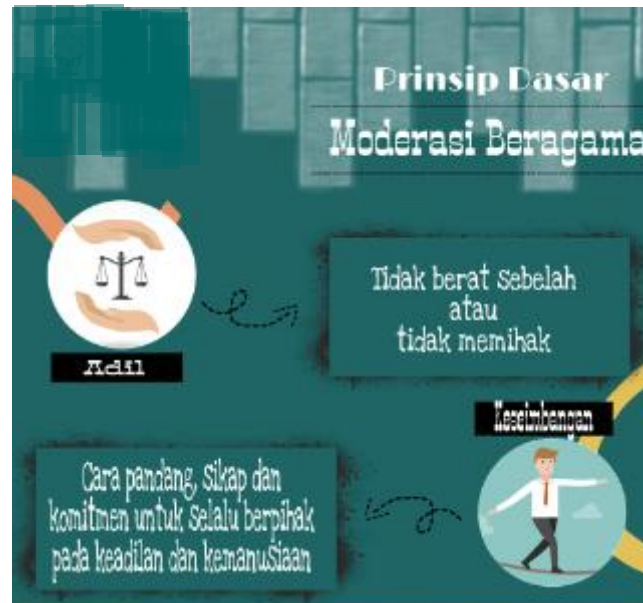 Prinsip Dasar
Moderasi Beragama
Adil
Tidak berat sebelah
atau
tidak memihak
Keseimbangan
Cara pandang, sikap dan
komitmen untuk selalu berpihak
pada keadilan dan kemanusiaan